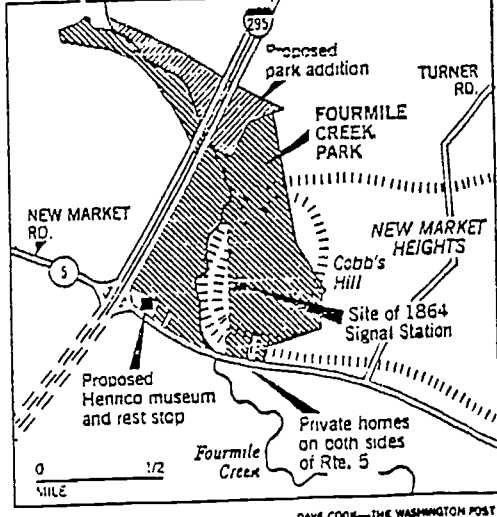 295
Proposed
park addition
TURNER
RD.
FOURMILE
CREEK
PARK
NEW MARKET
RD.
NEW MARKET
HEIGHTS
5
Cobb's
Hill
Site of 1864
Signal Station
Proposed
Henrico museum
and rest stop
Private homes
on both sides
of Rte. 5
Fourmile
Creek
0 1/2
MILE
DAVE COOK—THE WASHINGTON POST